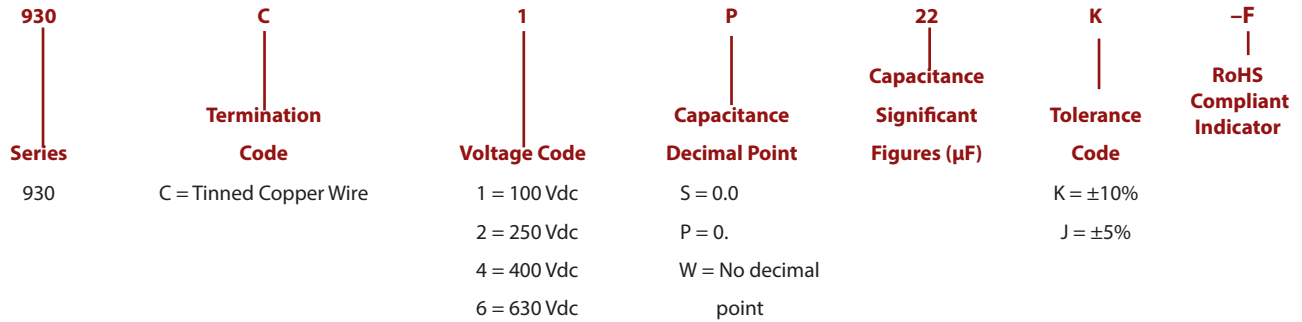 930 C 1 P 22 K –F
Capacitance RoHS
Termination Capacitance Significant Tolerance Compliant
Indicator
Series Code Voltage Code Decimal Point Figures (µF) Code
930 C = Tinned Copper Wire 1 = 100 Vdc S = 0.0 K = ±10%
2 = 250 Vdc P = 0. J = ±5%
4 = 400 Vdc W = No decimal
6 = 630 Vdc point